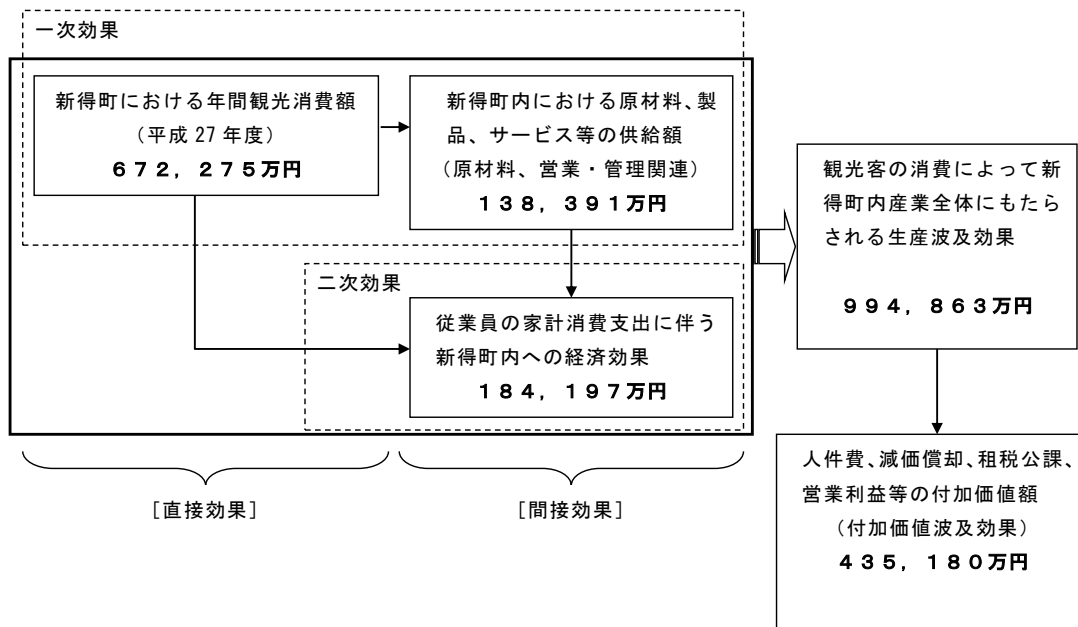 一次効果
新得町における年間観光消費額
（平成 27 年度）
６７２，２７５万円
新得町内における原材料、製
品、サービス等の供給額
（原材料、営業・管理関連）
１３８，３９１万円
二次効果
従業員の家計消費支出に伴う
新得町内への経済効果
１８４，１９７万円
観光客の消費によって新
得町内産業全体にもたら
される生産波及効果
９９４，８６３万円
[直接効果]
[間接効果]
人件費、減価償却、租税公課、
営業利益等の付加価値額
（付加価値波及効果）
４３５，１８０万円